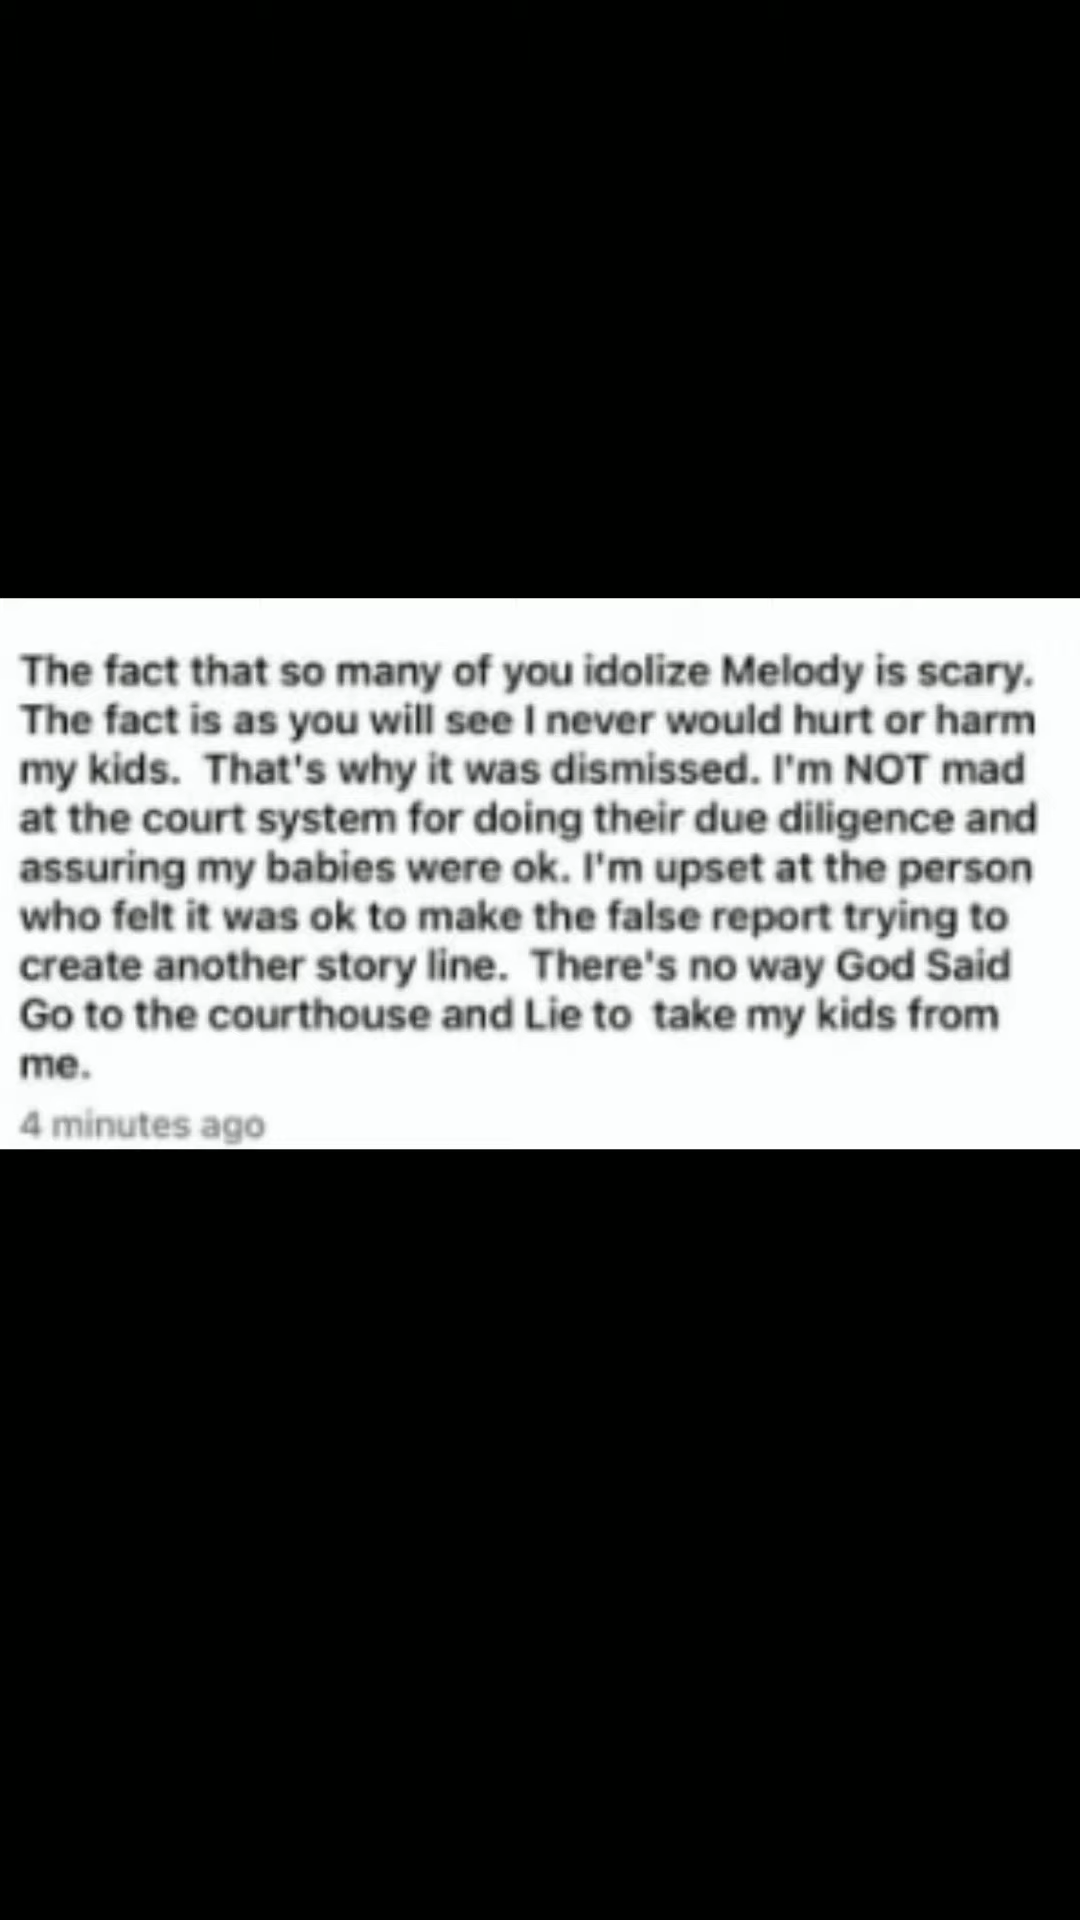 The fact that so many of you idolize Melody is scary.
The fact is as you will see I never would hurt or harm
my kids.  That's why it was dismissed. I'm NOT mad
at the court system for doing their due diligence and
assuring my babies were ok. I'm upset at the person
who felt it was ok to make the false report trying to
create another story line.  There's no way God Said
Go to the courthouse and Lie to  take my kids from
me.
4 minutes ago